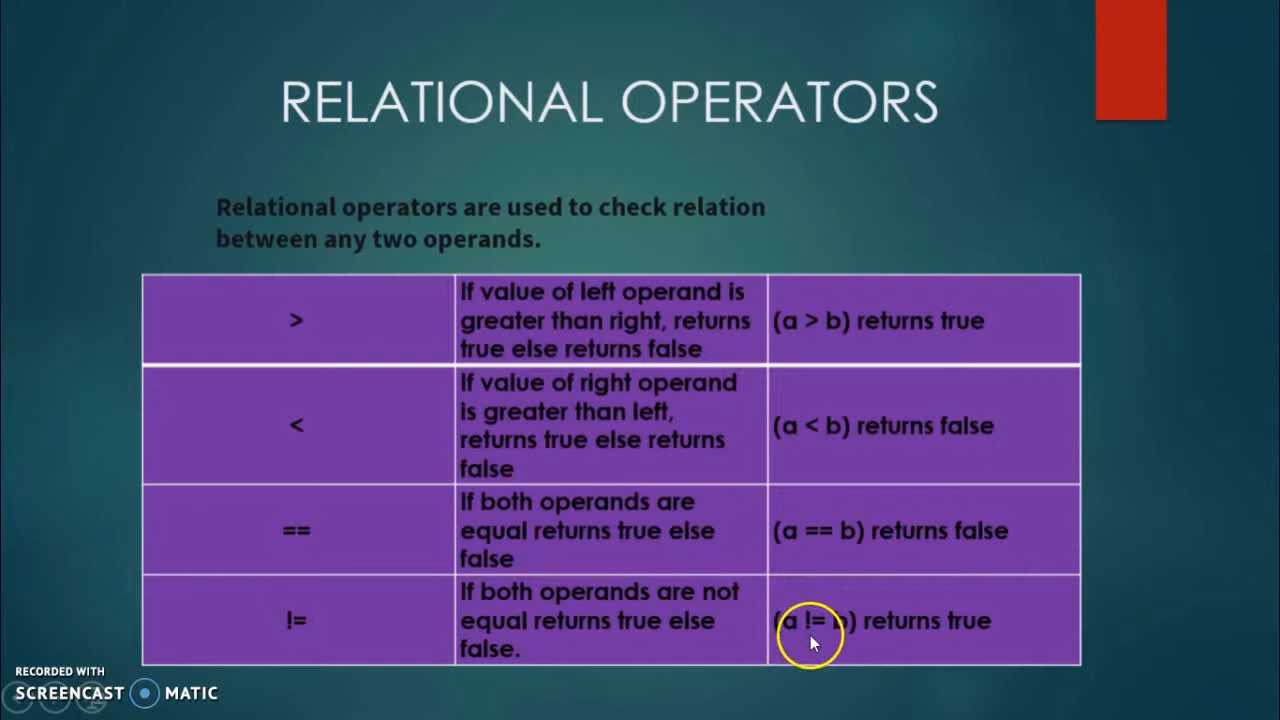 RELATIONAL OPERATORS
Relational operators are used to check relation
between any two operands.
>
If value of left operand is
greater than right, returns
true else returns false
(a > b) returns true
<
If value of right operand
is greater than left,
returns true else returns
false
(a < b) returns false
==
If both operands are
equal returns true else
false
(a == b) returns false
!=
If both operands are not
equal returns true else
false.
(a != b) returns true
RECORDED WITH
SCREENCAST MATIC